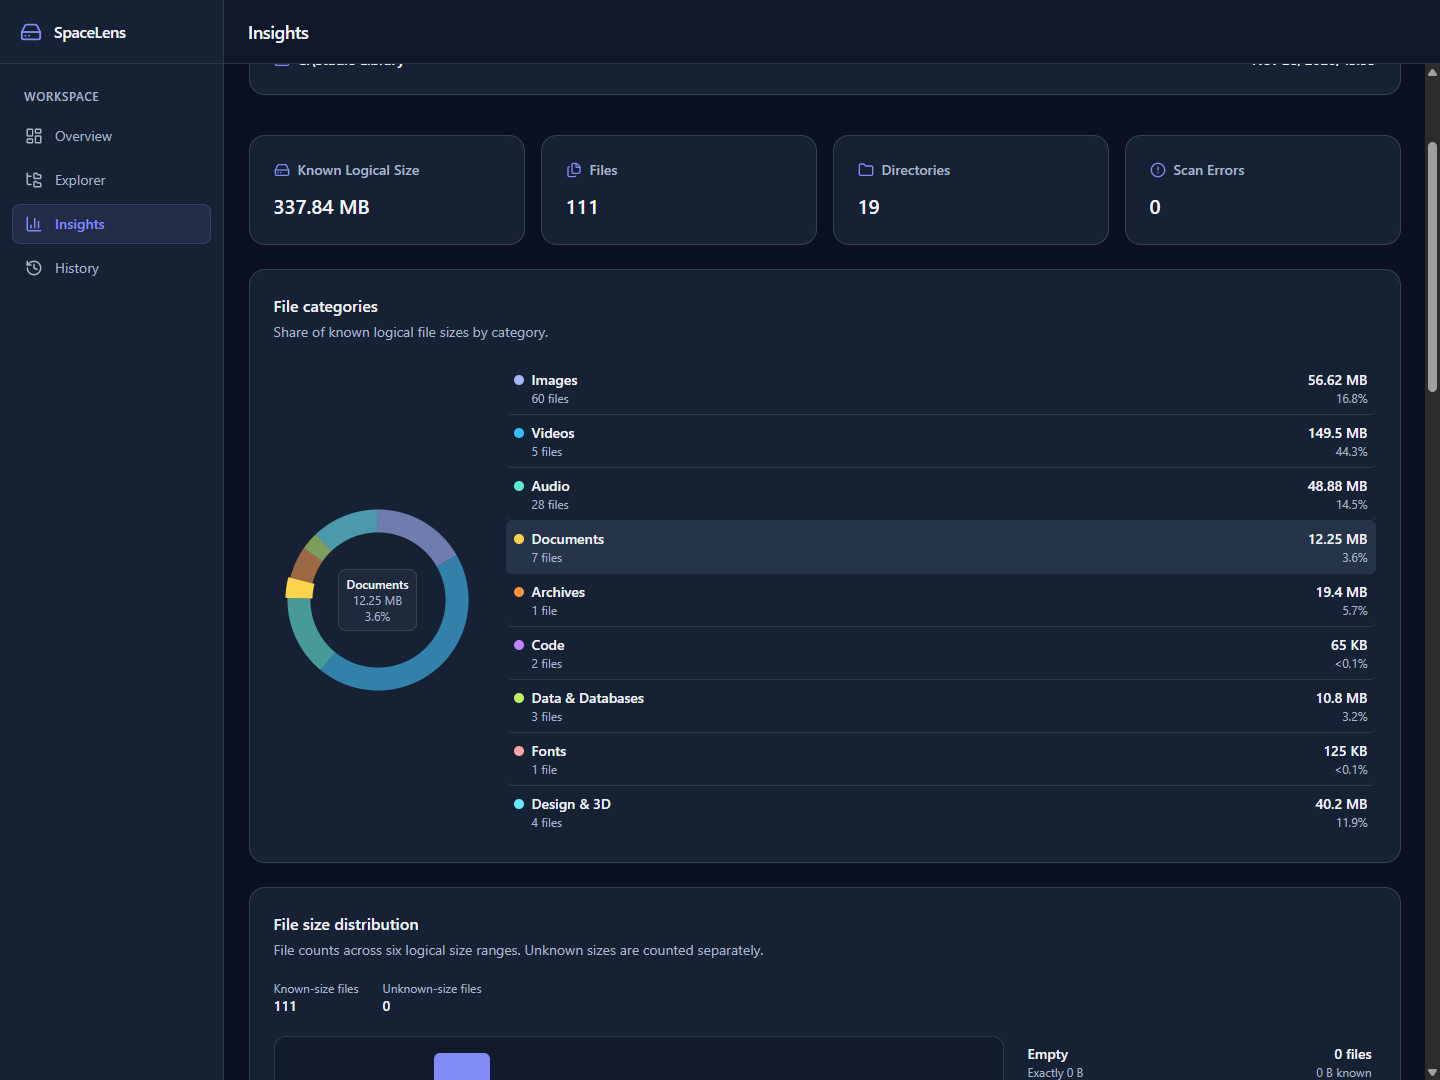 SpaceLens
Insights
WORKSPACE
Overview
Explorer
Insights
History
Known Logical Size
337.84 MB
Files
111
Directories
19
Scan Errors
0
File categories
Share of known logical file sizes by category.
Documents
12.25 MB
3.6%
Images
56.62 MB
60 files
16.8%
Videos
149.5 MB
5 files
44.3%
Audio
48.88 MB
28 files
14.5%
Documents
12.25 MB
7 files
3.6%
Archives
19.4 MB
1 file
5.7%
Code
65 KB
2 files
<0.1%
Data & Databases
10.8 MB
3 files
3.2%
Fonts
125 KB
1 file
<0.1%
Design & 3D
40.2 MB
4 files
11.9%
File size distribution
File counts across six logical size ranges. Unknown sizes are counted separately.
Known-size files
111
Unknown-size files
0
Empty
0 files
Exactly 0 B
0 B known